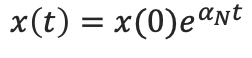 x(t) = x(0)e^{α_N t}